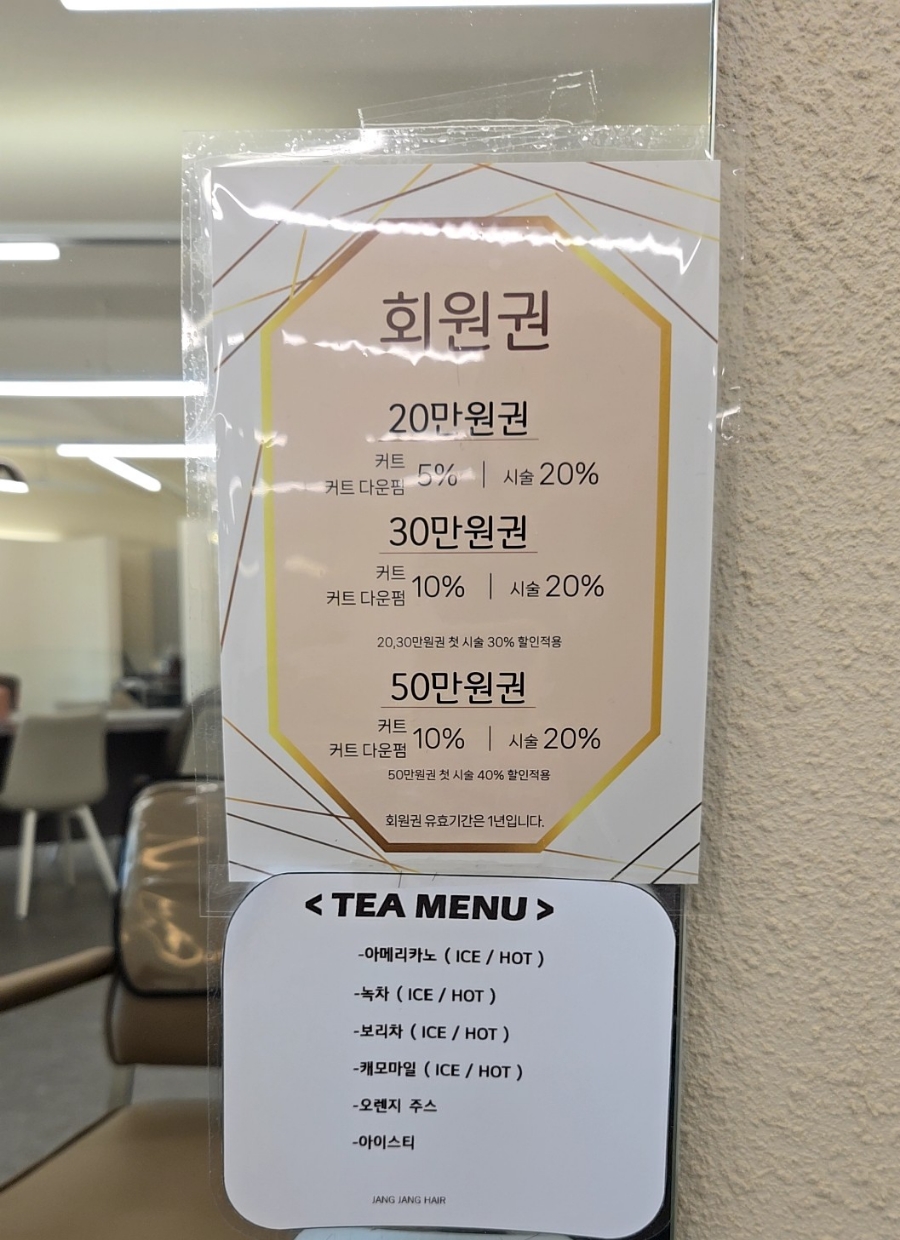 회원권
20만원권
커트
커트 다운펌 5% | 시술 20%
30만원권
커트
커트 다운펌 10% | 시술 20%
20,30만원권 첫 시술 30% 할인적용
50만원권
커트
커트 다운펌 10% | 시술 20%
50만원권 첫 시술 40% 할인적용
회원권 유효기간은 1년입니다.
< TEA MENU >
-아메리카노 ( ICE / HOT )
-녹차 ( ICE / HOT )
-보리차 ( ICE / HOT )
-캐모마일 ( ICE / HOT )
-오렌지 주스
-아이스티
JANG JANG HAIR